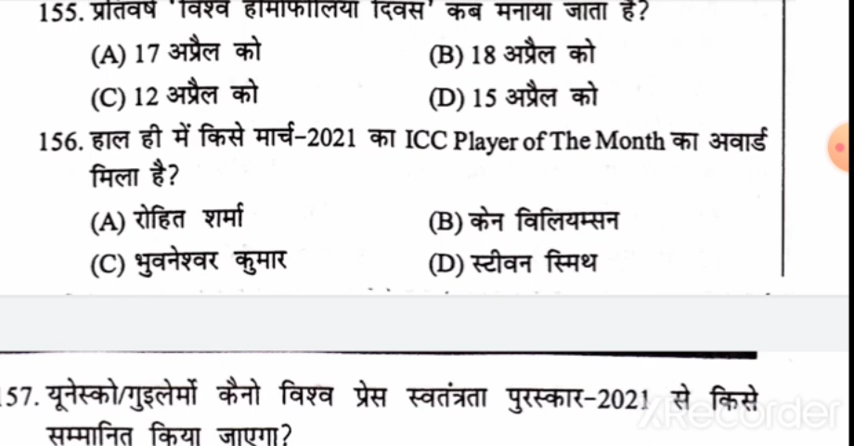 155. प्रतिवर्ष 'विश्व हीमोफीलिया दिवस' कब मनाया जाता है?
(A) 17 अप्रैल को (B) 18 अप्रैल को
(C) 12 अप्रैल को (D) 15 अप्रैल को
156. हाल ही में किसे मार्च-2021 का ICC Player of The Month का अवार्ड
मिला है?
(A) रोहित शर्मा (B) केन विलियम्सन
(C) भुवनेश्वर कुमार (D) स्टीवन स्मिथ
157. यूनेस्को/गुइलेर्मो कैनो विश्व प्रेस स्वतंत्रता पुरस्कार-2021 से किसे
सम्मानित किया जाएगा?
XRecorder